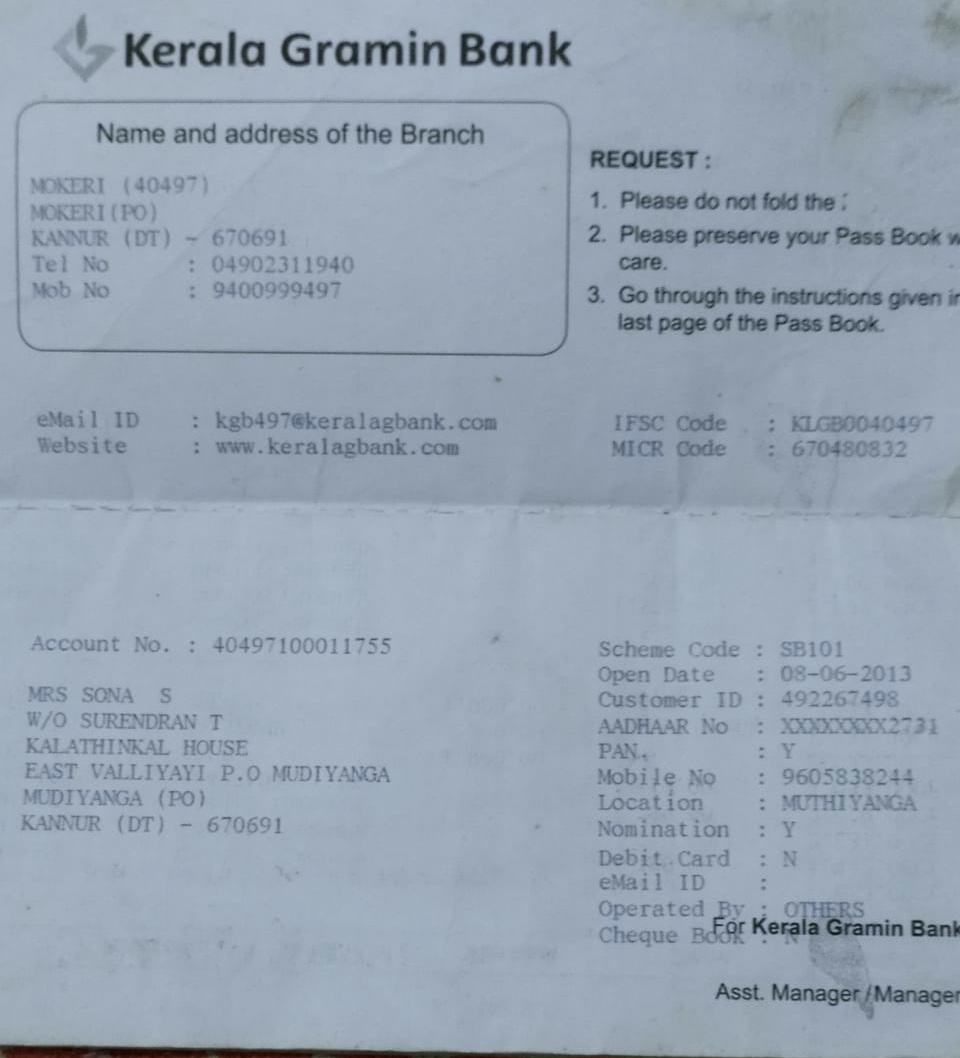 Kerala Gramin Bank
Name and address of the Branch
MOKERI (40497)
MOKERI(PO)
KANNUR (DT) - 670691
Tel No : 04902311940
Mob No : 9400999497
REQUEST :
1. Please do not fold the
2. Please preserve your Pass Book
care.
3. Go through the instructions given
last page of the Pass Book.
eMail ID : kgb497@keralagbank.com
Website : www.keralagbank.com
IFSC Code : KLGB0040497
MICR Code : 670480832
Account No. : 40497100011755
MRS SONA S
W/O SURENDRAN T
KALATHINKAL HOUSE
EAST VALLIYAYI P.O MUDIYANGA
MUDIYANGA (PO)
KANNUR (DT) - 670691
Scheme Code : SB101
Open Date : 08-06-2013
Customer ID : 492267498
AADHAAR No : XXXXXXXX2731
PAN. : Y
Mobile No : 9605838244
Location : MUTHIYANGA
Nomination : Y
Debit Card : N
eMail ID :
Operated By : OTHERS
For Kerala Gramin Bank
Cheque Book : N
Asst. Manager/Manager